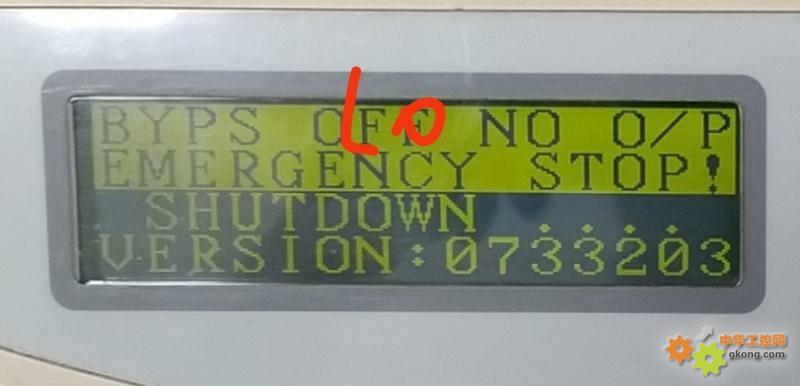 BYPS OFF NO O/P
Lo
EMERGENCY STOP!
SHUTDOWN ....
VERSION:0733203
中华工控网
gkong.com